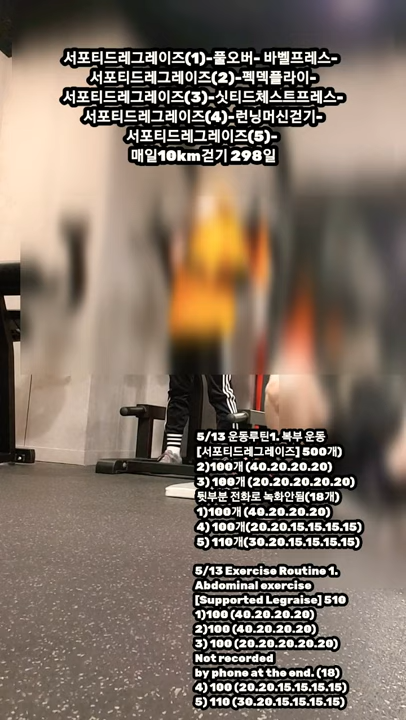 서포티드레그레이즈(1)-풀오버- 바벨프레스-
서포티드레그레이즈(2)-펙덱플라이-
서포티드레그레이즈(3)-싯티드체스트프레스-
서포티드레그레이즈(4)-런닝머신걷기-
서포티드레그레이즈(5)-
매일10km걷기 298일
5/13 운동루틴1. 복부 운동
[서포티드레그레이즈] 500개)
2)100개 (40.20.20.20)
3) 100개 (20.20.20.20.20)
뒷부분 전화로 녹화안됨(18개)
1)100개 (40.20.20.20)
4) 100개(20.20.15.15.15.15)
5) 110개(30.20.15.15.15.15)
5/13 Exercise Routine 1.
Abdominal exercise
[Supported Legraise] 510
1)100 (40.20.20.20)
2)100 (40.20.20.20)
3) 100 (20.20.20.20.20)
Not recorded
by phone at the end. (18)
4) 100 (20.20.15.15.15.15)
5) 110 (30.20.15.15.15.15)